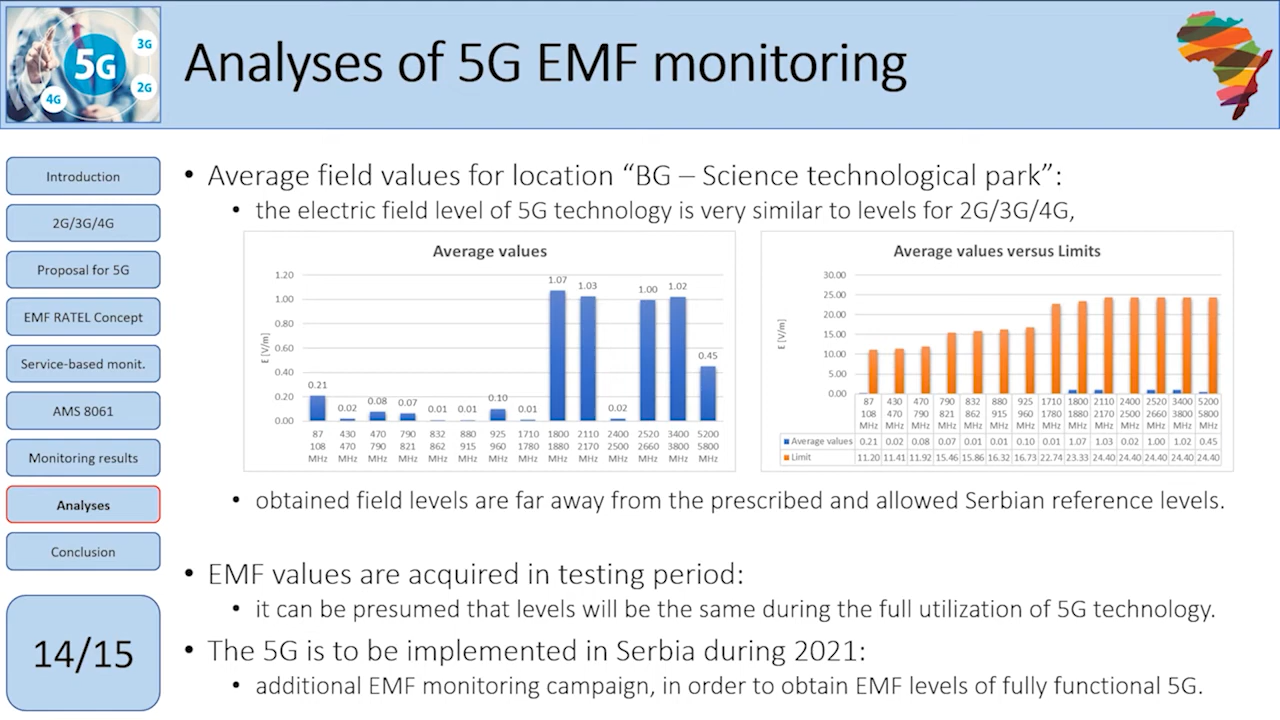 Analyses of 5G EMF monitoring
5G
3G
2G
4G
Introduction
2G/3G/4G
Proposal for 5G
EMF RATEL Concept
Service-based monit.
AMS 8061
Monitoring results
Analyses
Conclusion
14/15
• Average field values for location “BG – Science technological park”:
• the electric field level of 5G technology is very similar to levels for 2G/3G/4G,
Average values
E [V/m]
1.20
1.00
0.80
0.60
0.40
0.20
0.00
0.21 0.02 0.08 0.07 0.01 0.01 0.10 0.01 1.07 1.03 0.02 1.00 1.02 0.45
87 430 470 790 832 880 925 1710 1800 2110 2400 2520 3400 5200
108 470 790 821 862 915 960 1780 1880 2170 2500 2660 3800 5800
MHz MHz MHz MHz MHz MHz MHz MHz MHz MHz MHz MHz MHz MHz
Average values versus Limits
E [V/m]
30.00
25.00
20.00
15.00
10.00
5.00
0.00
87 430 470 790 832 880 925 1710 1800 2110 2400 2520 3400 5200
108 470 790 821 862 915 960 1780 1880 2170 2500 2660 3800 5800
MHz MHz MHz MHz MHz MHz MHz MHz MHz MHz MHz MHz MHz MHz
Average values 0.21 0.02 0.08 0.07 0.01 0.01 0.10 0.01 1.07 1.03 0.02 1.00 1.02 0.45
Limit 11.20 11.41 11.92 15.46 15.86 16.32 16.73 22.74 23.33 24.40 24.40 24.40 24.40 24.40
• obtained field levels are far away from the prescribed and allowed Serbian reference levels.
• EMF values are acquired in testing period:
• it can be presumed that levels will be the same during the full utilization of 5G technology.
• The 5G is to be implemented in Serbia during 2021:
• additional EMF monitoring campaign, in order to obtain EMF levels of fully functional 5G.